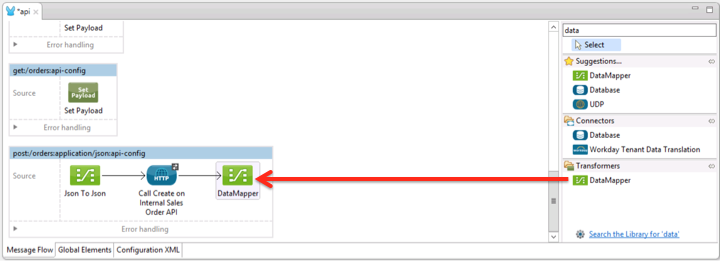 *api
Set Payload
Error handling
get:/orders:api-config
Source
Set
Payload
Set Payload
Error handling
post:/orders:application/json:api-config
Source
HTTP
Json To Json
Call Create on
Internal Sales
Order API
DataMapper
Error handling
Message Flow
Global Elements
Configuration XML
data
Select
Suggestions...
DataMapper
Database
UDP
Connectors
Database
Workday Tenant Data Translation
Transformers
DataMapper
Search the Library for 'data'